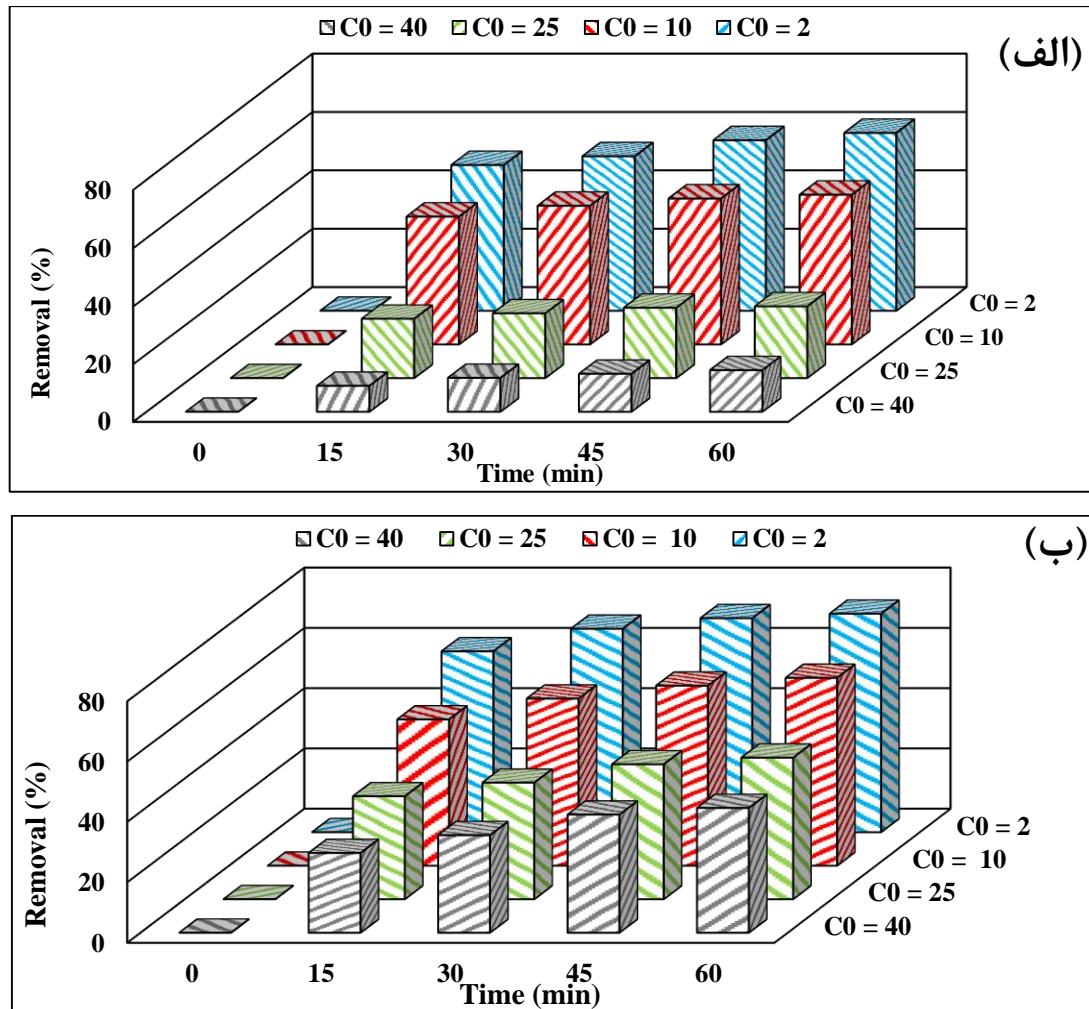 C0 = 40 C0 = 25 C0 = 10 C0 = 2
(الف)
80
60
40
20
0
Removal (%)
0 15 30 45 60
Time (min)
C0 = 2
C0 = 10
C0 = 25
C0 = 40
C0 = 40 C0 = 25 C0 = 10 C0 = 2
(ب)
80
60
40
20
0
Removal (%)
0 15 30 45 60
Time (min)
C0 = 2
C0 = 10
C0 = 25
C0 = 40